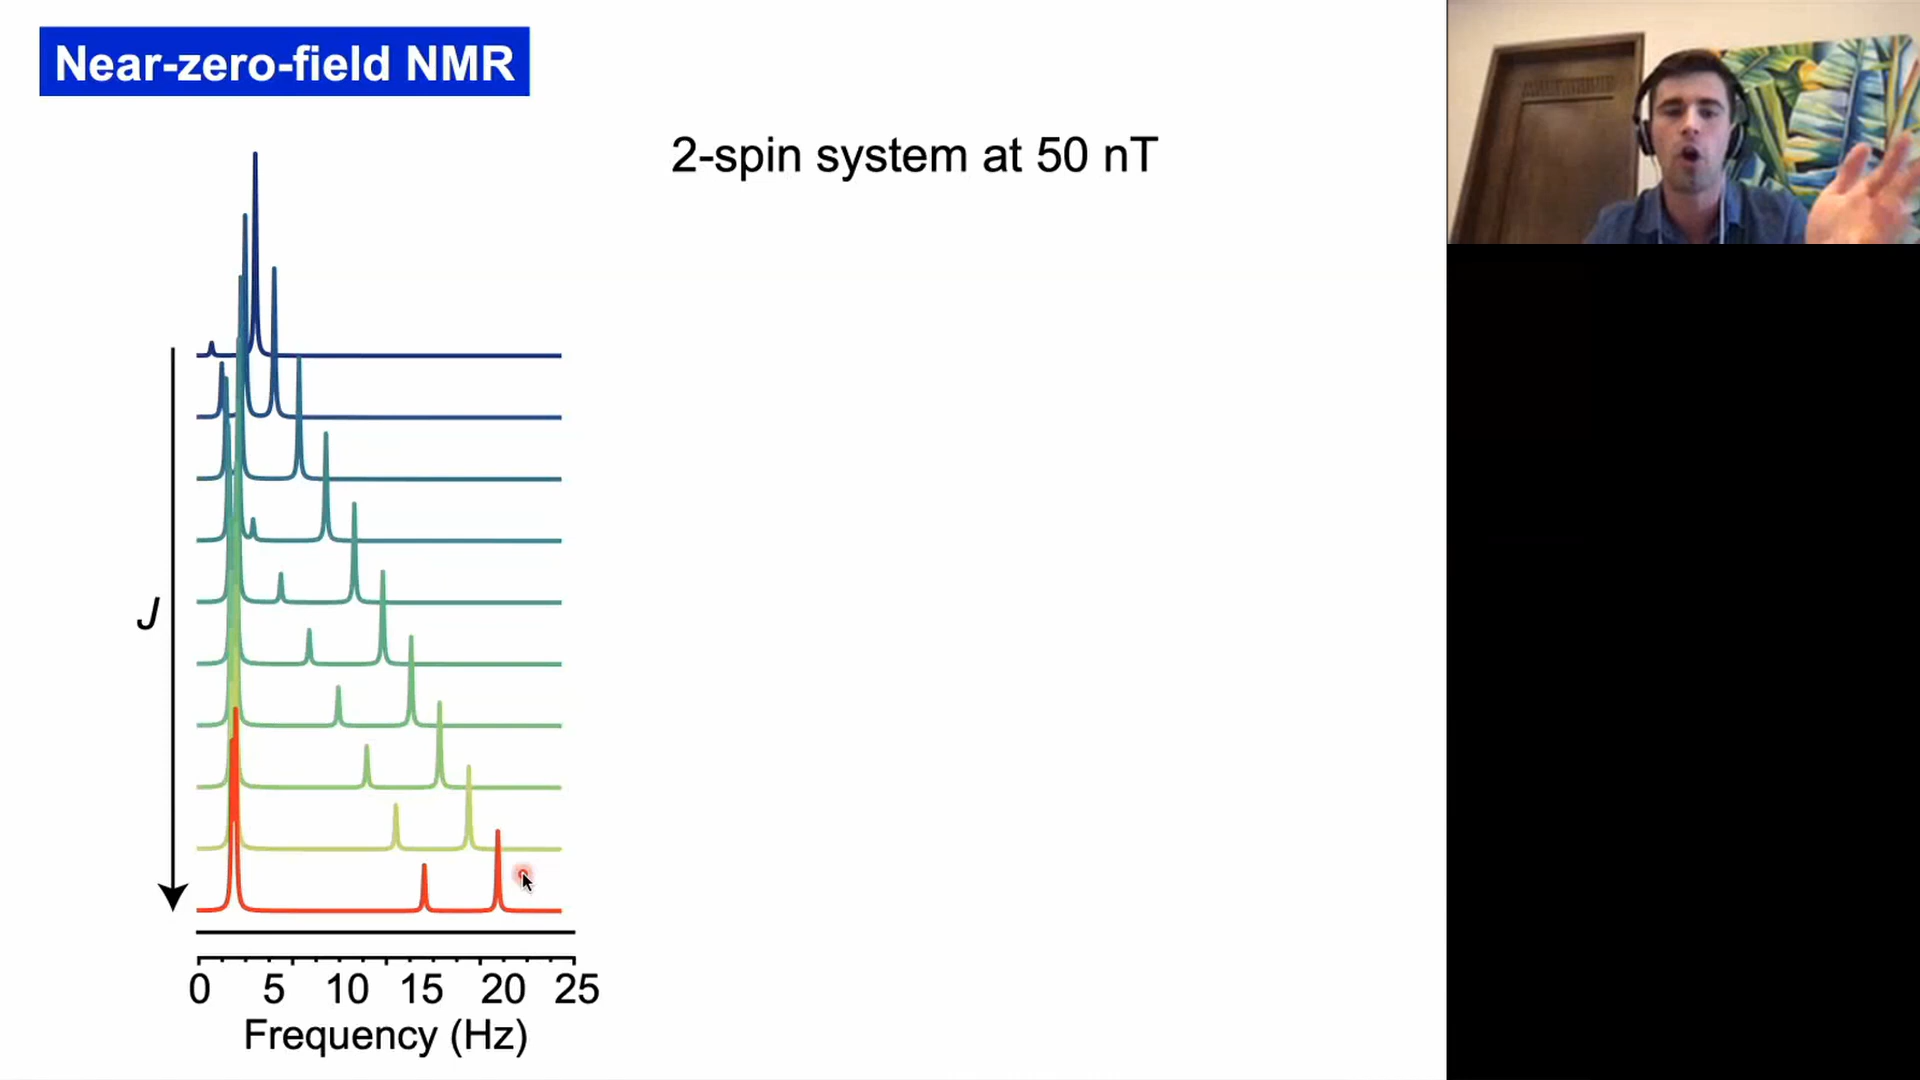 Near-zero-field NMR
2-spin system at 50 nT
J
0 5 10 15 20 25
Frequency (Hz)